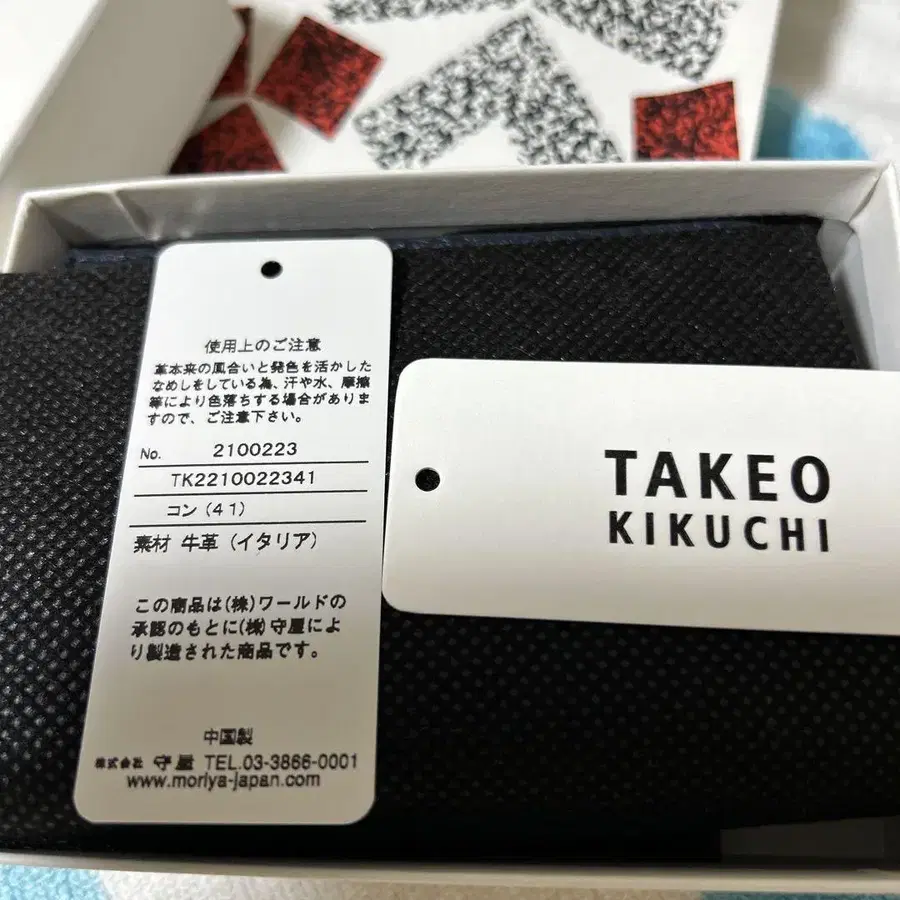 使用上のご注意
革本来の風合いと発色を活かした
なめしをしている為、汗や水、摩擦
等により色落ちする場合がありま
すので、ご注意下さい。
No. 2100223
TK2210022341
コン（41）
素材 牛革（イタリア）
この商品は(株)ワールドの
承認のもとに(株)守屋によ
り製造された商品です。
中国製
株式会社 守屋 TEL.03-3866-0001
www.moriya-japan.com
TAKEO
KIKUCHI